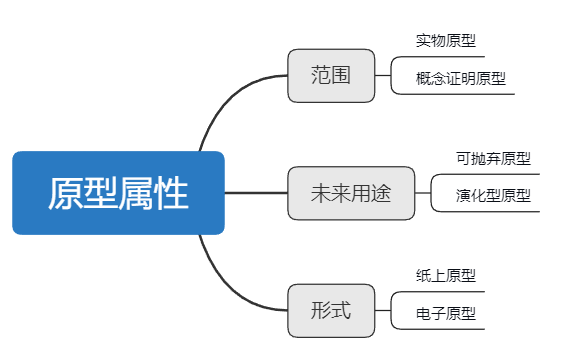 原型属性
范围
实物原型
概念证明原型
未来用途
可抛弃原型
演化型原型
形式
纸上原型
电子原型